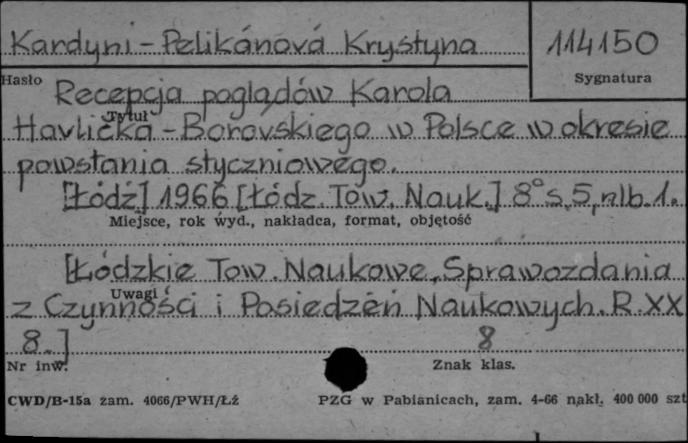 Kardyni-Pelikánová Krystyna 114150
Hasło Sygnatura
Recepcja poglądów Karola
Tytuł
Havlíčka-Borovskiego w Polsce w okresie
powstania styczniowego.
[Łódź] 1966 [Łódz. Tow. Nauk.] 8° s. 5, nlb. 1.
Miejsce, rok wyd., nakładca, format, objętość
[Łódzkie Tow. Naukowe, Sprawozdania
Uwagi
z Czynności i Posiedzeń Naukowych. R. XX
8.] 8
Nr inw. Znak klas.
CWD/B-15a zam. 4066/PWH/Łź PZG w Pabianicach, zam. 4-66 nakł. 400 000 szt